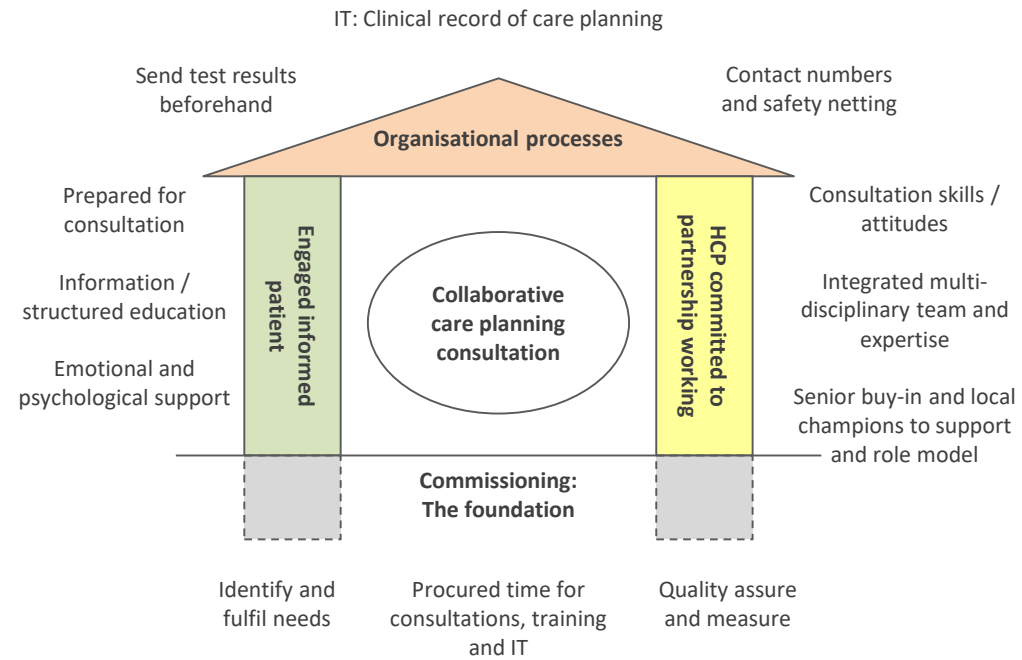 IT: Clinical record of care planning
Send test results
beforehand
Contact numbers
and safety netting
Organisational processes
Prepared for
consultation
Information /
structured education
Emotional and
psychological support
Engaged informed
patient
Collaborative
care planning
consultation
HCP committed to
partnership working
Consultation skills /
attitudes
Integrated multi-
disciplinary team and
expertise
Senior buy-in and local
champions to support
and role model
Commissioning:
The foundation
Identify and
fulfil needs
Procured time for
consultations, training
and IT
Quality assure
and measure